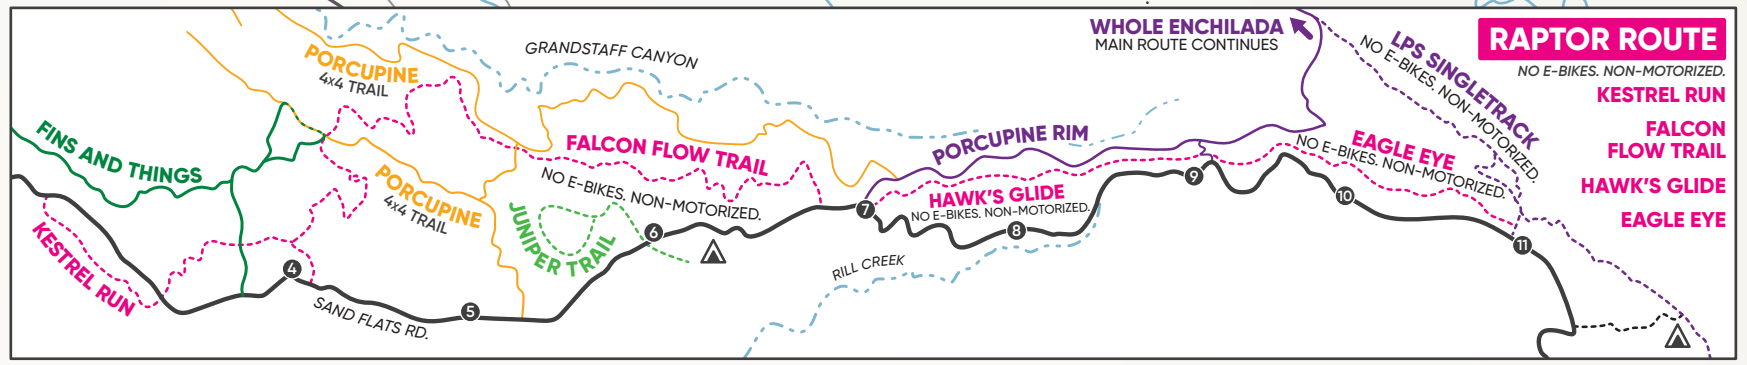 GRANDSTAFF CANYON
WHOLE ENCHILADA
MAIN ROUTE CONTINUES
LPS SINGLETRACK
NO E-BIKES. NON-MOTORIZED.
RAPTOR ROUTE
NO E-BIKES. NON-MOTORIZED.
KESTREL RUN
FALCON
FLOW TRAIL
HAWK'S GLIDE
EAGLE EYE
PORCUPINE
4x4 TRAIL
FINS AND THINGS
FALCON FLOW TRAIL
NO E-BIKES. NON-MOTORIZED.
PORCUPINE RIM
EAGLE EYE
NO E-BIKES. NON-MOTORIZED.
PORCUPINE
4x4 TRAIL
HAWK'S GLIDE
NO E-BIKES. NON-MOTORIZED.
JUNIPER TRAIL
KESTREL RUN
RILL CREEK
SAND FLATS RD.
4
5
6
7
8
9
10
11